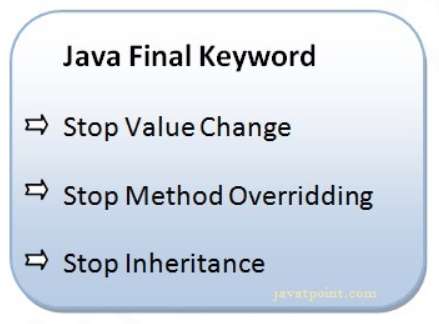 Java Final Keyword
Stop Value Change
Stop Method Overridding
Stop Inheritance
javatpoint.com